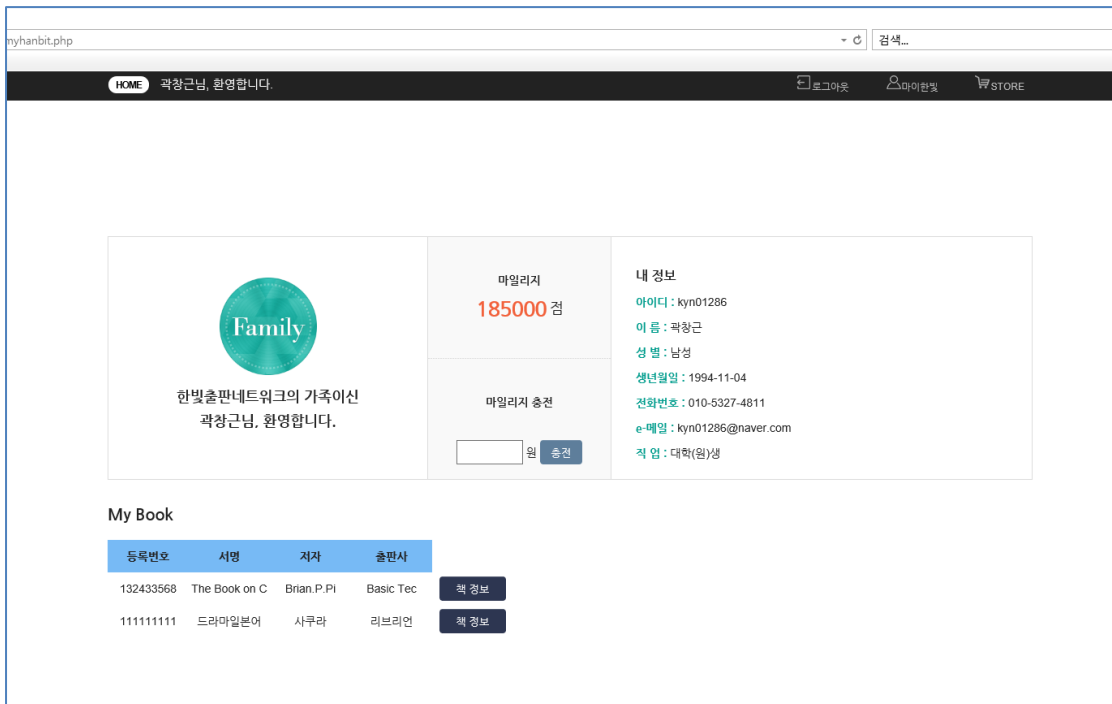 myhanbit.php
검색...
HOME 곽창근님, 환영합니다. 로그아웃 마이한빛 STORE
Family
한빛출판네트워크의 가족이신
곽창근님, 환영합니다.
마일리지
185000 점
마일리지 충전
원 충전
내 정보
아이디 : kyn01286
이 름 : 곽창근
성 별 : 남성
생년월일 : 1994-11-04
전화번호 : 010-5327-4811
e-메일 : kyn01286@naver.com
직 업 : 대학(원)생
My Book
등록번호 서명 저자 출판사
132433568 The Book on C Brian.P.Pi Basic Tec 책 정보
111111111 드라마일본어 사쿠라 리브리언 책 정보